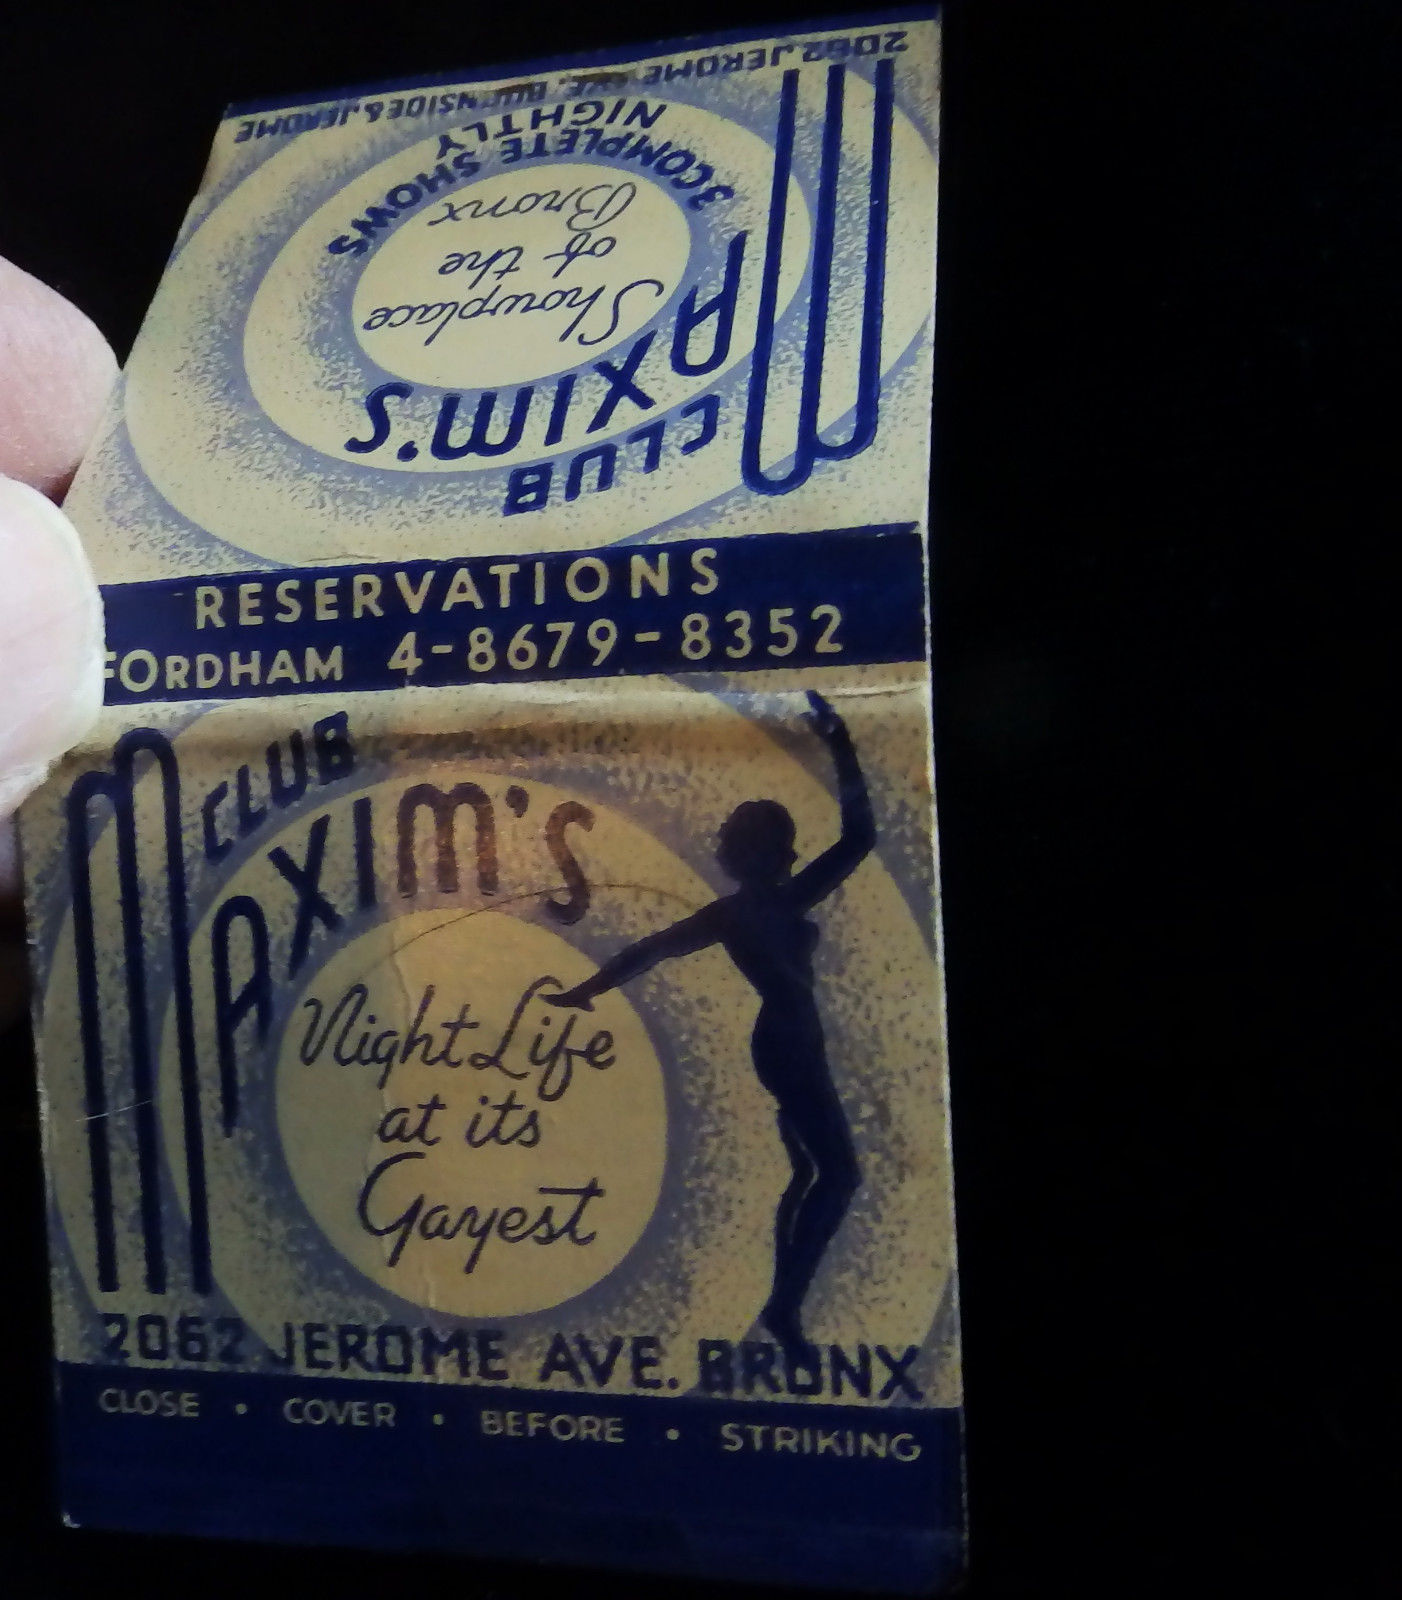 2062 JEROME AVE. BURNSIDE & JEROME
NIGHTLY
3 COMPLETE SHOWS
Showplace
of the
Bronx
MAXIM'S
CLUB
RESERVATIONS
FORDHAM 4-8679-8352
CLUB
MAXIM'S
Night Life
at its
Gayest
2062 JEROME AVE. BRONX
CLOSE • COVER • BEFORE • STRIKING